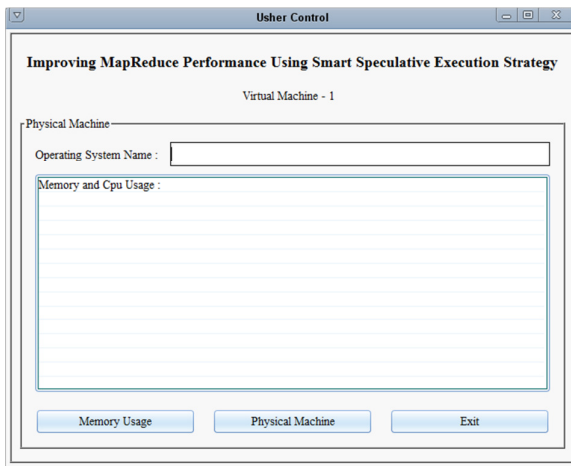 Usher Control
Improving MapReduce Performance Using Smart Speculative Execution Strategy
Virtual Machine - 1
Physical Machine
Operating System Name :
Memory and Cpu Usage :
Memory Usage Physical Machine Exit